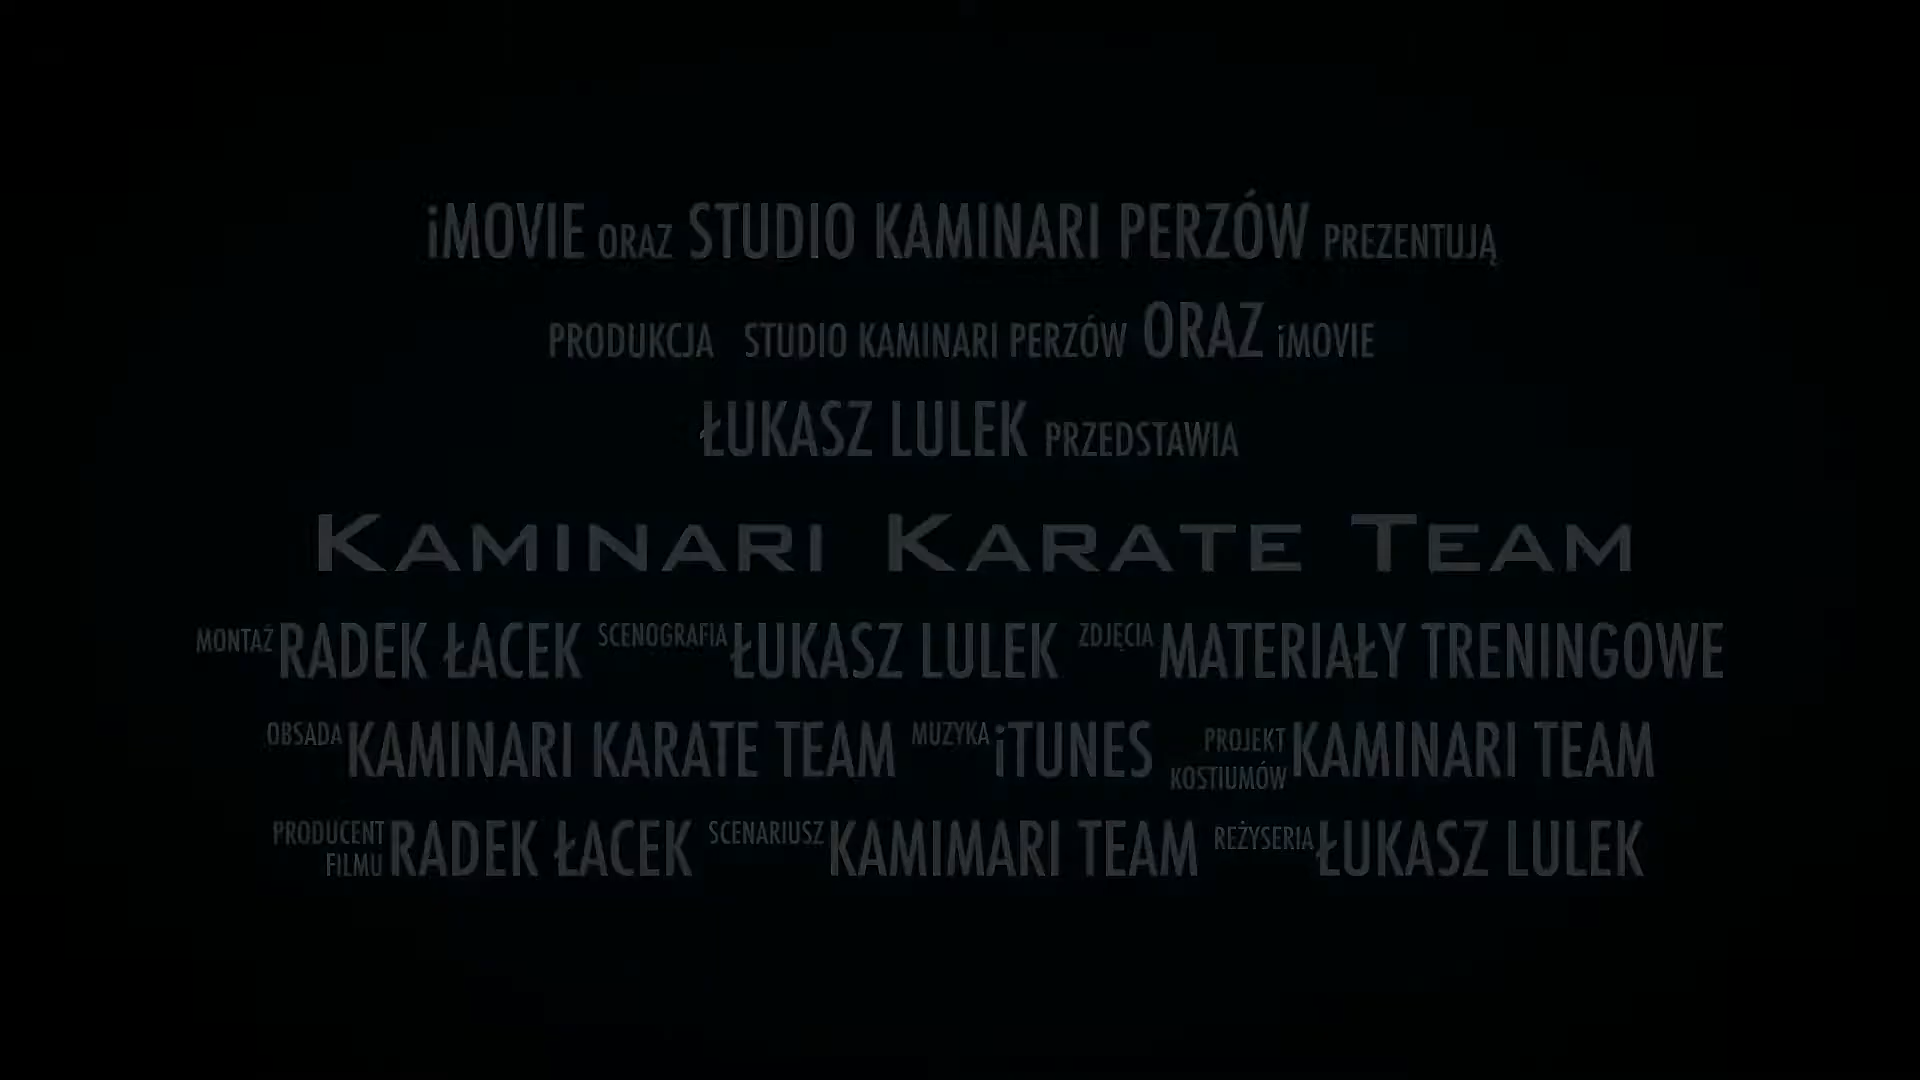 iMOVIE ORAZ STUDIO KAMINARI PERZÓW PREZENTUJĄ
PRODUKCJA STUDIO KAMINARI PERZÓW ORAZ iMOVIE
ŁUKASZ LULEK PRZEDSTAWIA
KAMINARI KARATE TEAM
MONTAŻ RADEK ŁACEK SCENOGRAFIA ŁUKASZ LULEK ZDJĘCIA MATERIAŁY TRENINGOWE
OBSADA KAMINARI KARATE TEAM MUZYKA iTUNES PROJEKT KOSTIUMÓW KAMINARI TEAM
PRODUCENT FILMU RADEK ŁACEK SCENARIUSZ KAMIMARI TEAM REŻYSERIA ŁUKASZ LULEK